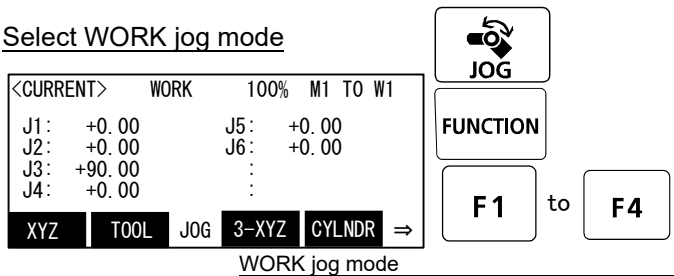 Select WORK jog mode
<CURRENT> WORK 100% M1 T0 W1
J1: +0.00 J5: +0.00
J2: +0.00 J6: +0.00
J3: +90.00 :
J4: +0.00 :
XYZ TOOL JOG 3-XYZ CYLNDR ⇒
JOG
FUNCTION
F1 to F4
WORK jog mode